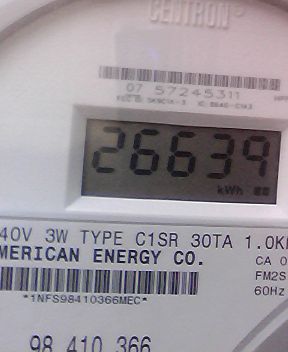 CENTRON®
07 57245311
26639
kWh
40V 3W TYPE C1SR 30TA 1.0K
MERICAN ENERGY CO.
CA 0
FM2S
60Hz
*1NFS98410366MEC*
98 410 366